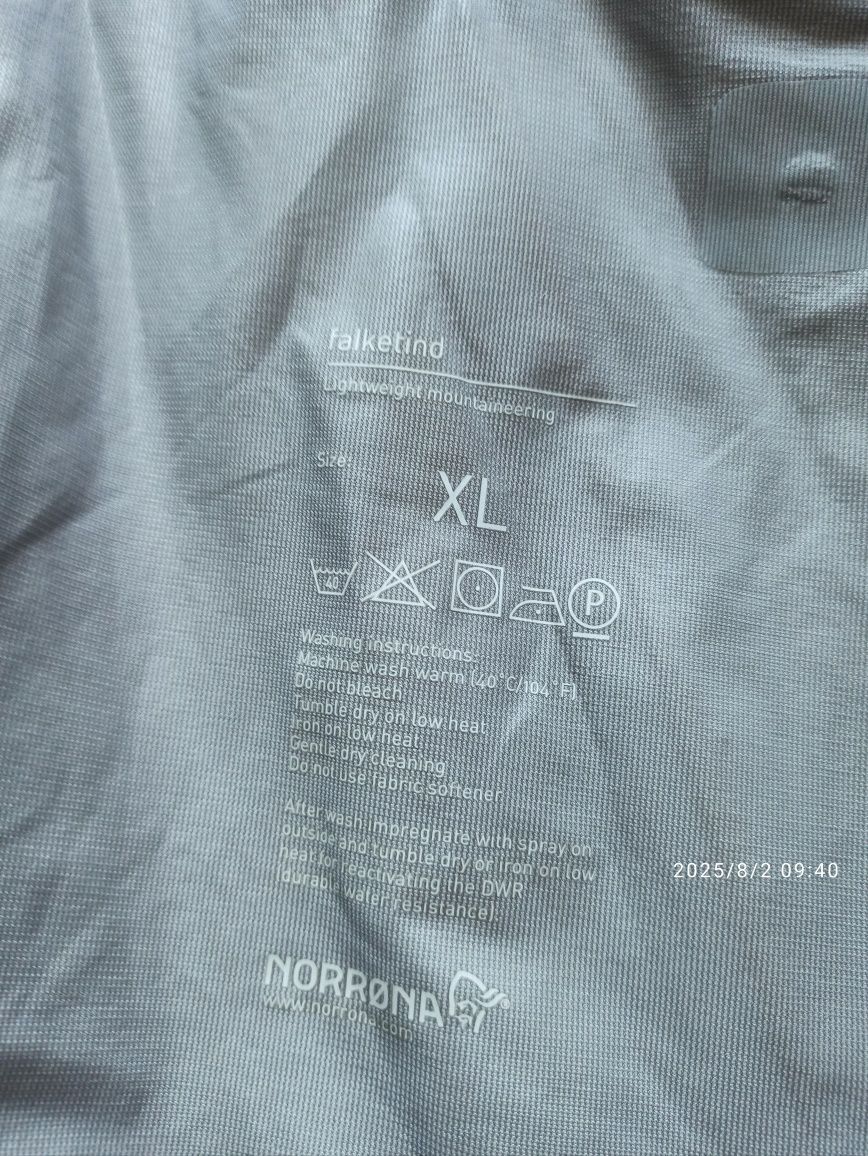 falketind
Lightweight mountaineering
Size:
XL
40
P
Washing instructions:
Machine wash warm (40°C/104°F)
Do not bleach
Tumble dry on low heat
Iron on low heat
Gentle dry cleaning
Do not use fabric softener
After wash impregnate with spray on
outside and tumble dry or iron on low
heat for reactivating the DWR
(durable water resistance).
2025/8/2 09:40
NORRØNA
www.norrona.com